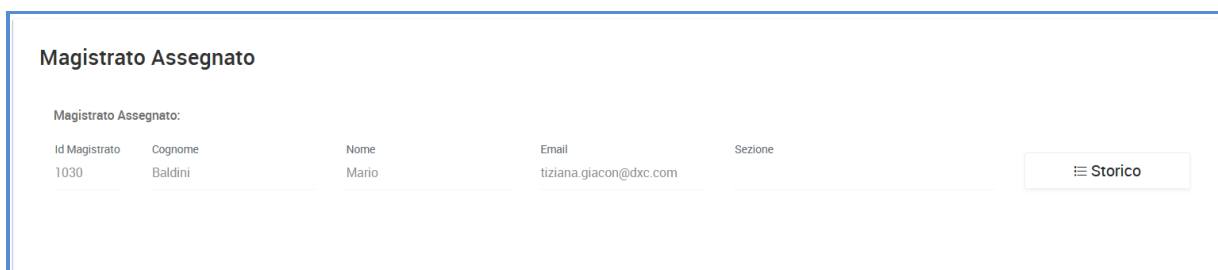 Magistrato Assegnato
Magistrato Assegnato:
Id Magistrato Cognome Nome Email Sezione
1030 Baldini Mario tiziana.giacon@dxc.com
Storico